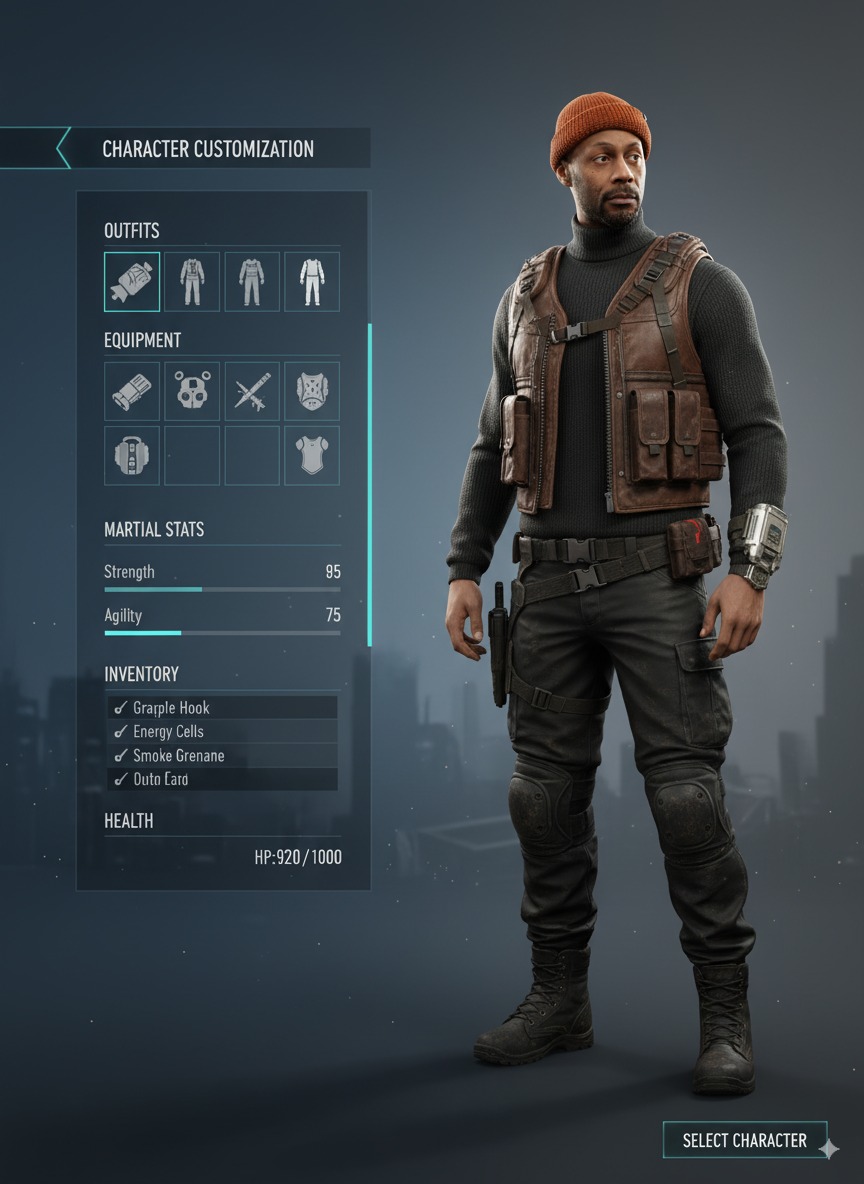 CHARACTER CUSTOMIZATION
OUTFITS
EQUIPMENT
MARTIAL STATS
Strength 95
Agility 75
INVENTORY
Grarple Hook
Energy Cells
Smoke Grenane
Outn Eard
HEALTH
HP:920/1000
SELECT CHARACTER